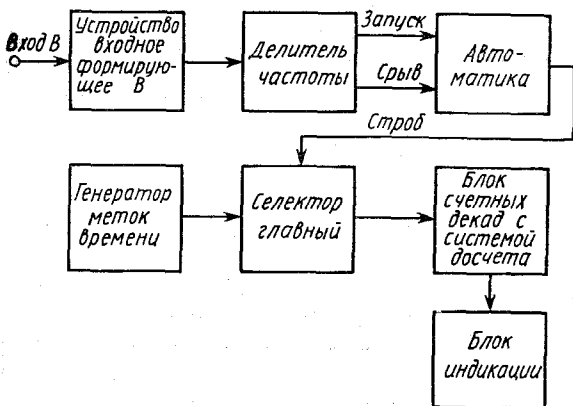 Вход В
Устройство
входное
формирую-
щее В
Делитель
частоты
Запуск
Срыв
Авто-
матика
Строб
Генератор
меток
времени
Селектор
главный
Блок
счетных
декад с
системой
досчета
Блок
индикации